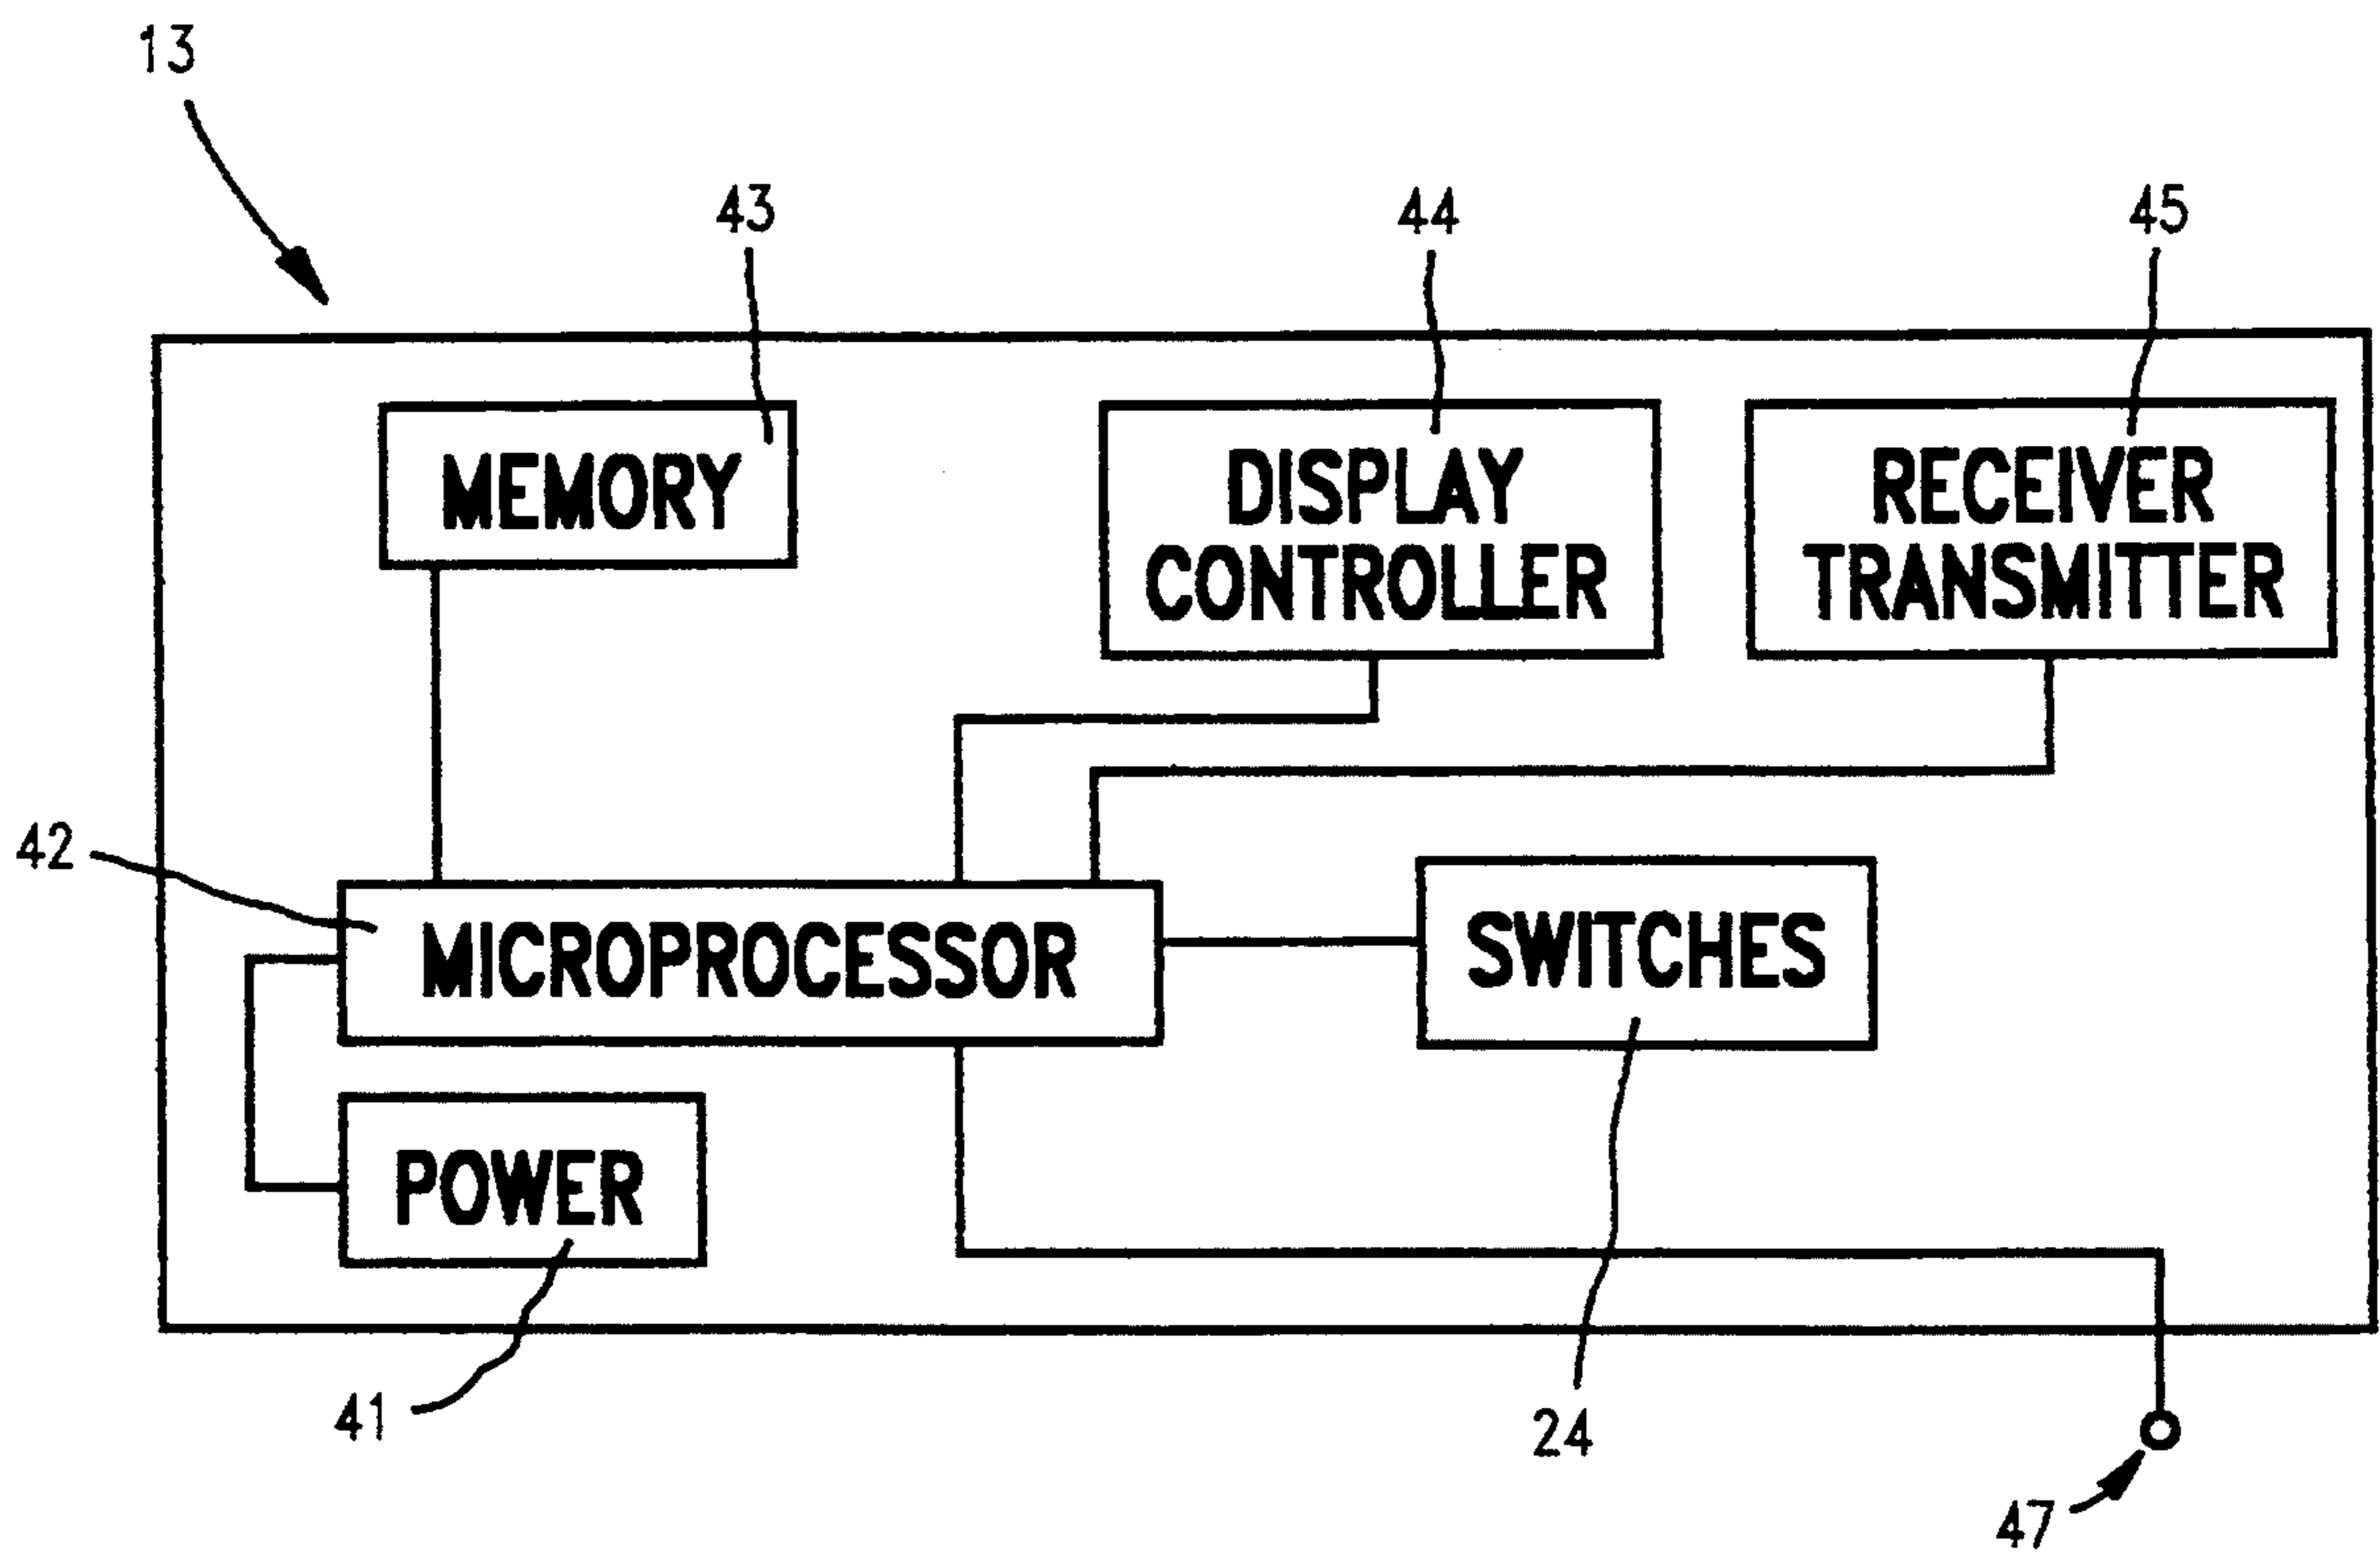 13
43
44
45
MEMORY
DISPLAY
CONTROLLER
RECEIVER
TRANSMITTER
42
MICROPROCESSOR
SWITCHES
POWER
41
24
47